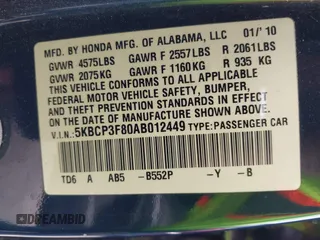 MFD. BY HONDA MFG. OF ALABAMA, LLC 01/'10
GVWR 4575LBS GAWR F 2557LBS R 2061LBS
GVWR 2075KG GAWR F 1160KG R 935 KG
THIS VEHICLE CONFORMS TO ALL APPLICABLE
FEDERAL MOTOR VEHICLE SAFETY, BUMPER,
AND THEFT PREVENTION STANDARDS IN EFFECT
ON THE DATE OF MANUFACTURE SHOWN ABOVE.
V.I.N.: 5KBCP3F80AB012449 TYPE: PASSENGER CAR
TD6 A AB5 -B552P -Y -B
DREAMBID